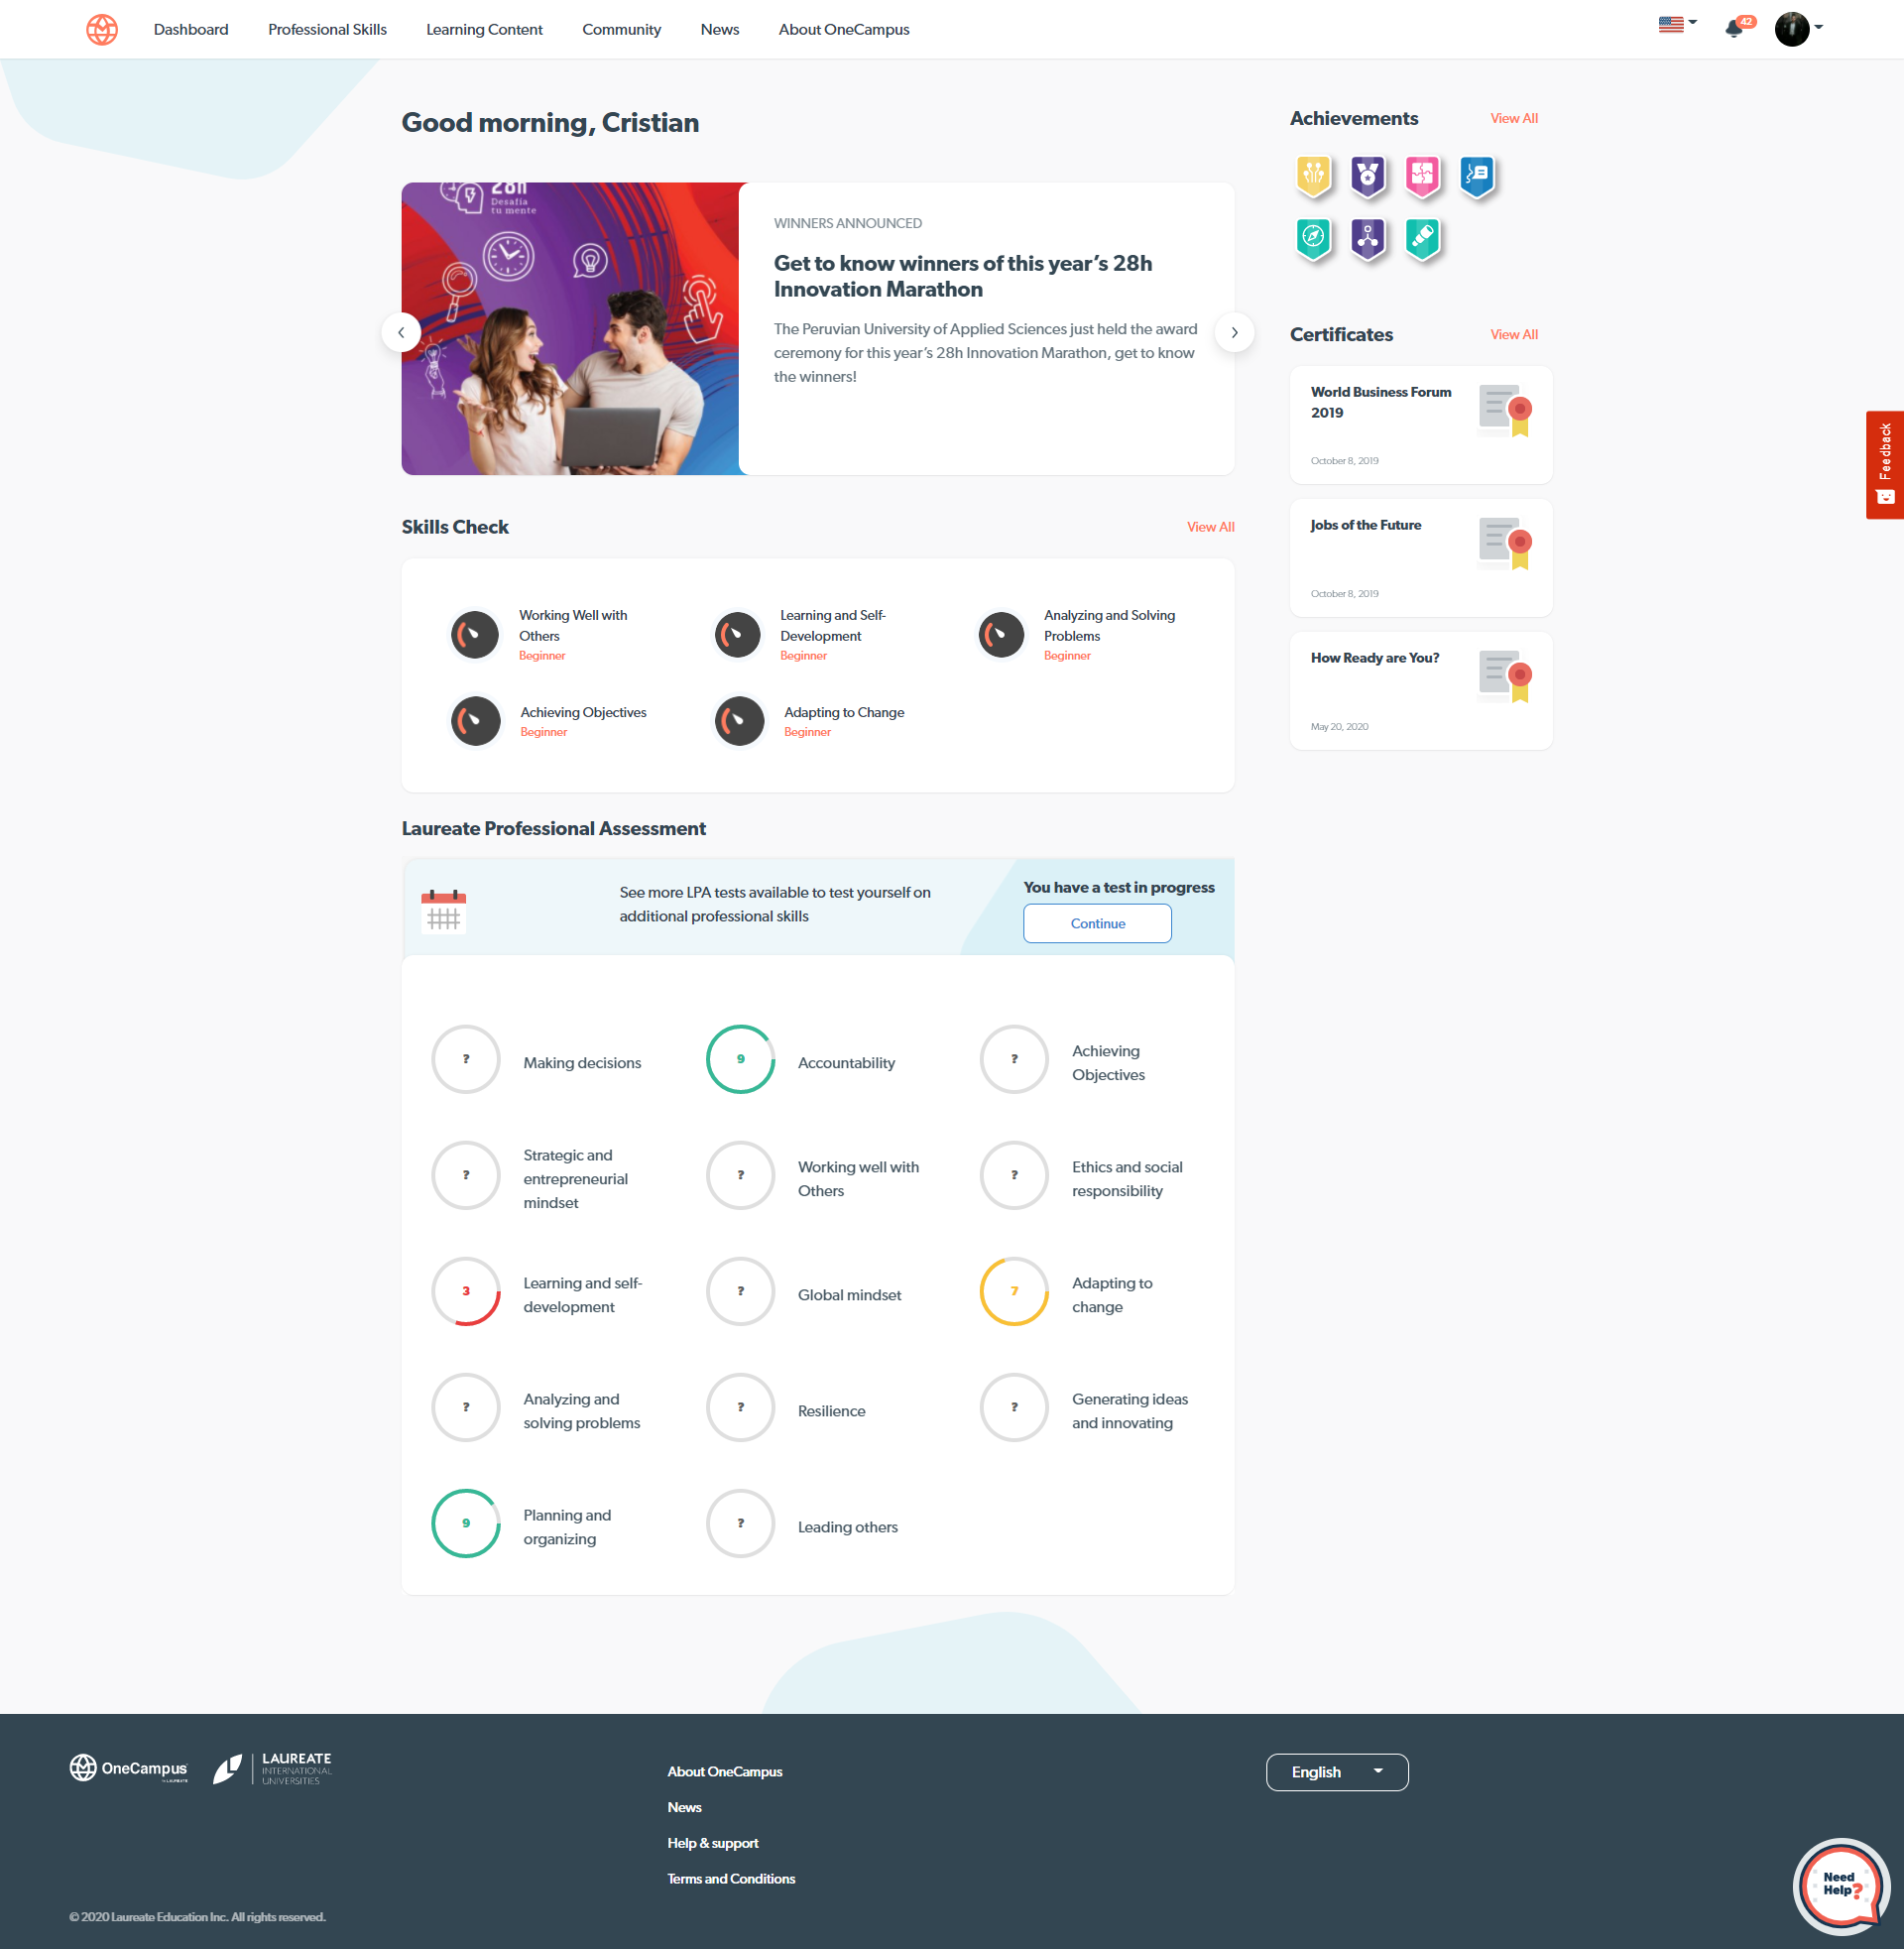 Dashboard
Professional Skills
Learning Content
Community
News
About OneCampus
42
Good morning, Cristian
28h
Desafía
tu mente
WINNERS ANNOUNCED
Get to know winners of this year's 28h
Innovation Marathon
The Peruvian University of Applied Sciences just held the award
ceremony for this year's 28h Innovation Marathon, get to know
the winners!
Skills Check
View All
Working Well with
Others
Beginner
Learning and Self-
Development
Beginner
Analyzing and Solving
Problems
Beginner
Achieving Objectives
Beginner
Adapting to Change
Beginner
Laureate Professional Assessment
See more LPA tests available to test yourself on
additional professional skills
You have a test in progress
Continue
?
Making decisions
9
Accountability
?
Achieving
Objectives
?
Strategic and
entrepreneurial
mindset
?
Working well with
Others
?
Ethics and social
responsibility
3
Learning and self-
development
?
Global mindset
7
Adapting to
change
?
Analyzing and
solving problems
?
Resilience
?
Generating ideas
and innovating
9
Planning and
organizing
?
Leading others
Achievements
View All
Certificates
View All
World Business Forum
2019
October 8, 2019
Jobs of the Future
October 8, 2019
How Ready are You?
May 20, 2020
Feedback
OneCampus
BY LAUREATE
LAUREATE
INTERNATIONAL
UNIVERSITIES
About OneCampus
News
Help & support
Terms and Conditions
English
Need
Help?
© 2020 Laureate Education Inc. All rights reserved.